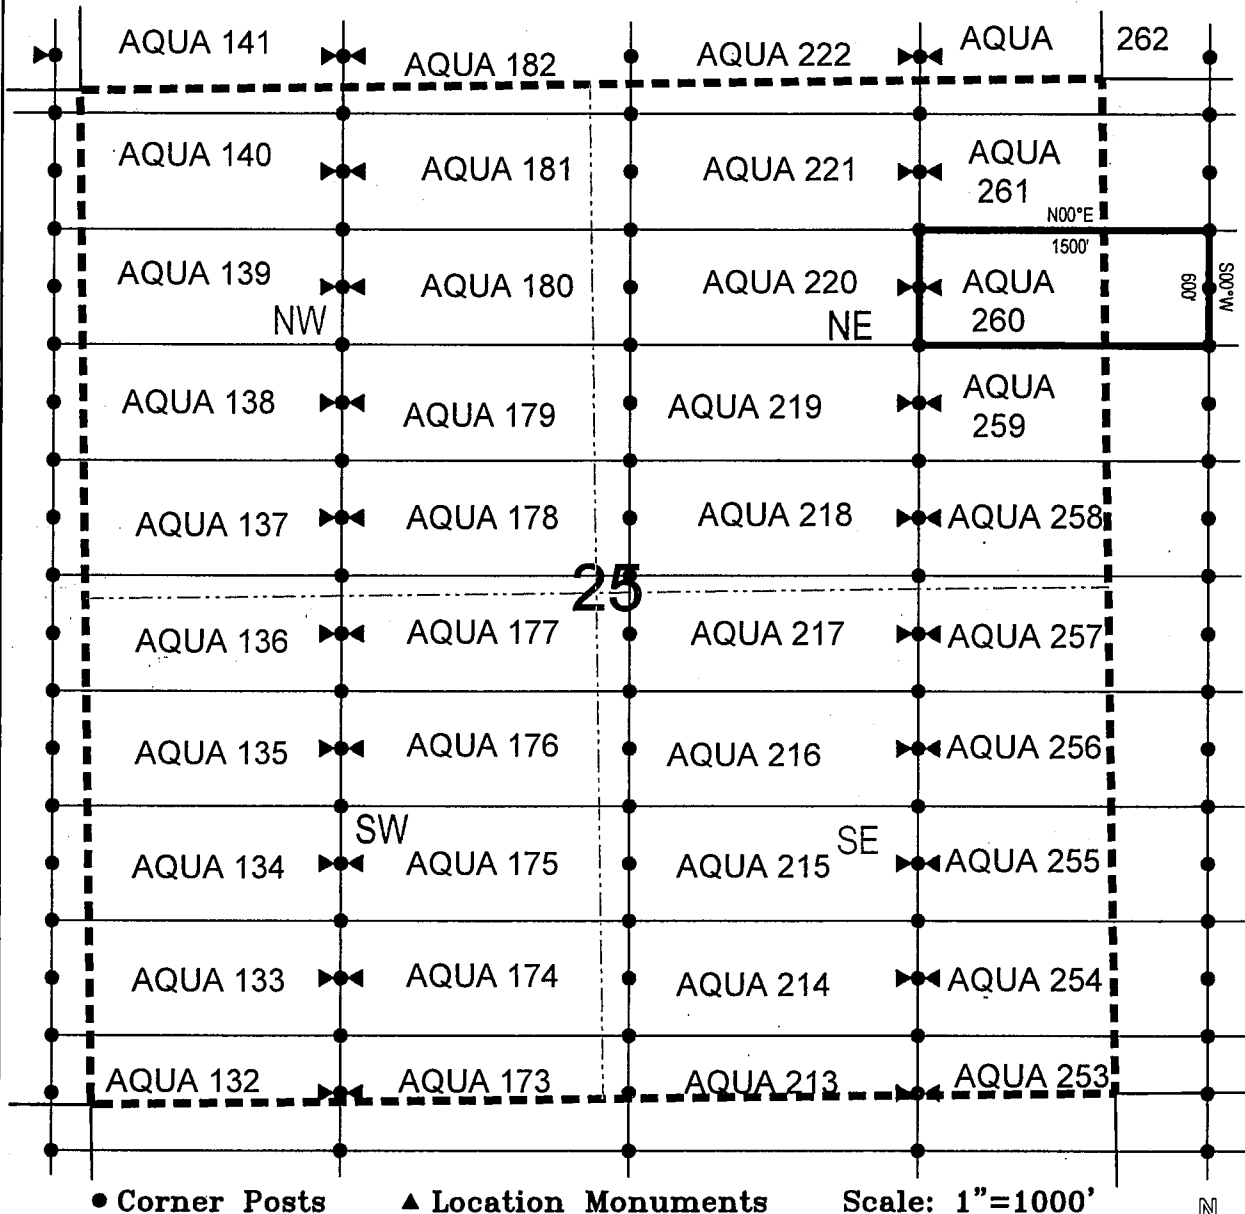 AQUA 141
AQUA 182
AQUA 222
AQUA 262
AQUA 140
AQUA 181
AQUA 221
AQUA
261
N00°E
1500'
AQUA 139
AQUA 180
AQUA 220
AQUA
260
600'
S00°W
NW
NE
AQUA 138
AQUA 179
AQUA 219
AQUA
259
AQUA 137
AQUA 178
AQUA 218
AQUA 258
25
AQUA 136
AQUA 177
AQUA 217
AQUA 257
AQUA 135
AQUA 176
AQUA 216
AQUA 256
SW
SE
AQUA 134
AQUA 175
AQUA 215
AQUA 255
AQUA 133
AQUA 174
AQUA 214
AQUA 254
AQUA 132
AQUA 173
AQUA 213
AQUA 253
Corner Posts
Location Monuments
Scale: 1"=1000'
N